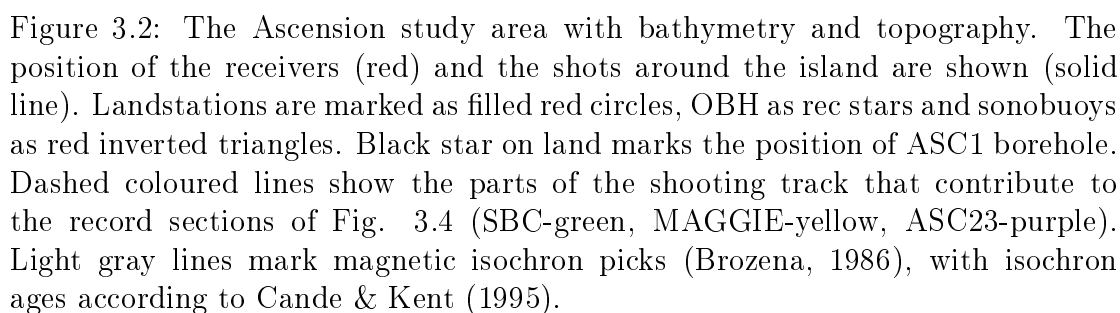 Figure 3.2: The Ascension study area with bathymetry and topography. The
position of the receivers (red) and the shots around the island are shown (solid
line). Landstations are marked as filled red circles, OBH as rec stars and sonobuoys
as red inverted triangles. Black star on land marks the position of ASC1 borehole.
Dashed coloured lines show the parts of the shooting track that contribute to
the record sections of Fig. 3.4 (SBC-green, MAGGIE-yellow, ASC23-purple).
Light gray lines mark magnetic isochron picks (Brozena, 1986), with isochron
ages according to Cande & Kent (1995).